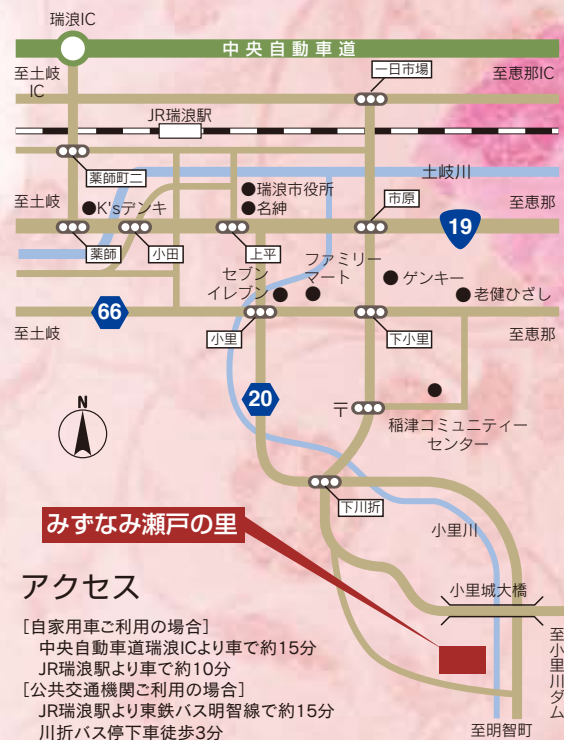 瑞浪IC
中央自動車道
至土岐
IC
一日市場
至恵那IC
JR瑞浪駅
薬師町二
土岐川
至土岐
K'sデンキ
瑞浪市役所
名紳
市原
至恵那
19
薬師
小田
上平
セブン
イレブン
ファミリー
マート
ゲンキー
老健ひざし
66
至土岐
小里
下小里
至恵那
20
N
〒
稲津コミュニティー
センター
下川折
みずなみ瀬戸の里
小里川
小里城大橋
至小里川ダム
至明智町
アクセス
[自家用車ご利用の場合]
中央自動車道瑞浪ICより車で約15分
JR瑞浪駅より車で約10分
[公共交通機関ご利用の場合]
JR瑞浪駅より東鉄バス明智線で約15分
川折バス停下車徒歩3分